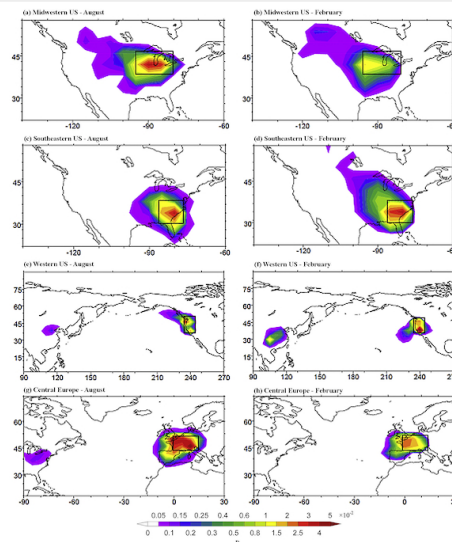 (a) Midwestern US - August
(b) Midwestern US - February
45
30
-120 -90 -60
45
30
-120 -90
(c) Southeastern US - August
(d) Southeastern US - February
45
30
-120 -90 -60
45
30
-120 -90
(e) Western US - August
(f) Western US - February
75
60
45
30
15
90 120 150 180 210 240 270
75
60
45
30
15
90 120 150 180 210 240
(g) Central Europe - August
(h) Central Europe - February
60
45
30
-90 -60 -30 0 30
60
45
30
-90 -60 -30 0
0.05 0.15 0.25 0.4 0.6 1 2 3 5 ×10⁻²
0 0.1 0.2 0.3 0.5 0.8 1.5 2.5 4